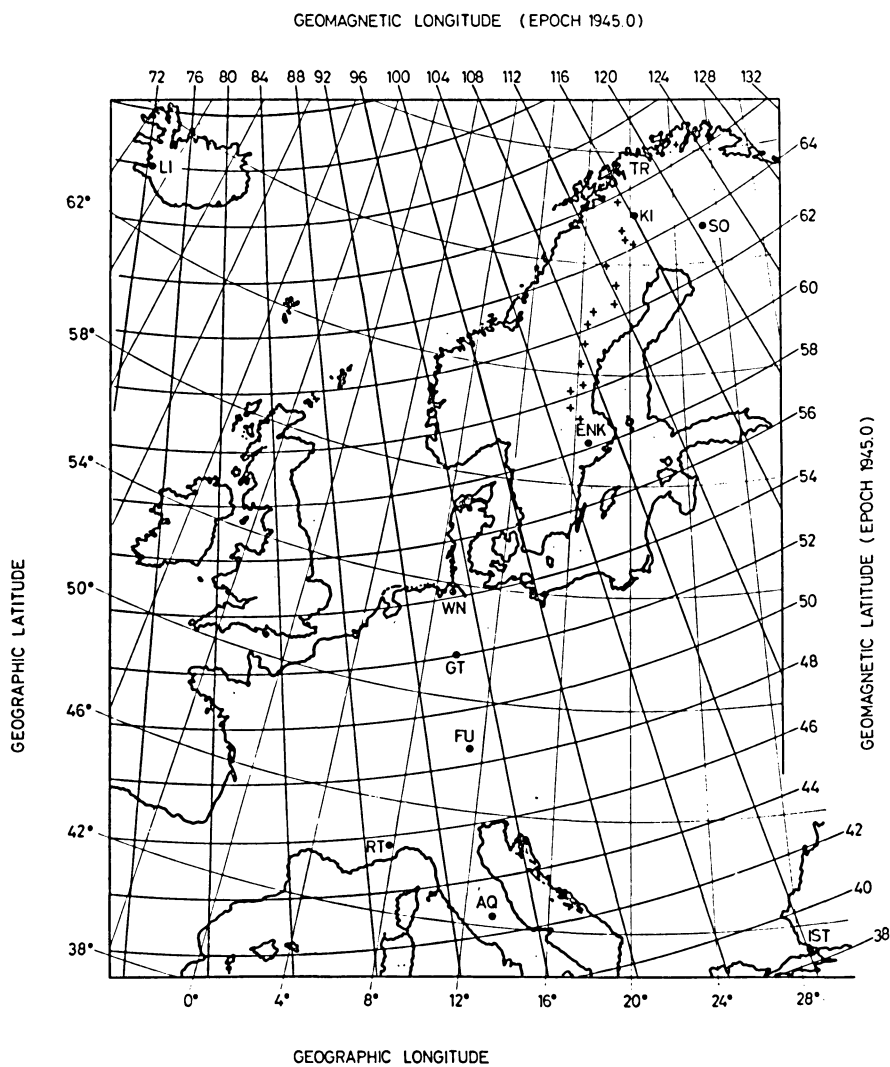 GEOMAGNETIC LONGITUDE (EPOCH 1945.0)
72 76 80 84 88 92 96 100 104 108 112 116 120 124 128 132
64
TR
LI
62°
KI
62
SO
60
58°
58
56
ENK
54°
54
52
50°
WN
50
GT
48
46°
FU
46
44
42°
RT
42
AQ
40
IST
38
38°
0° 4° 8° 12° 16° 20° 24° 28°
GEOGRAPHIC LONGITUDE
GEOGRAPHIC LATITUDE
GEOMAGNETIC LATITUDE (EPOCH 1945.0)